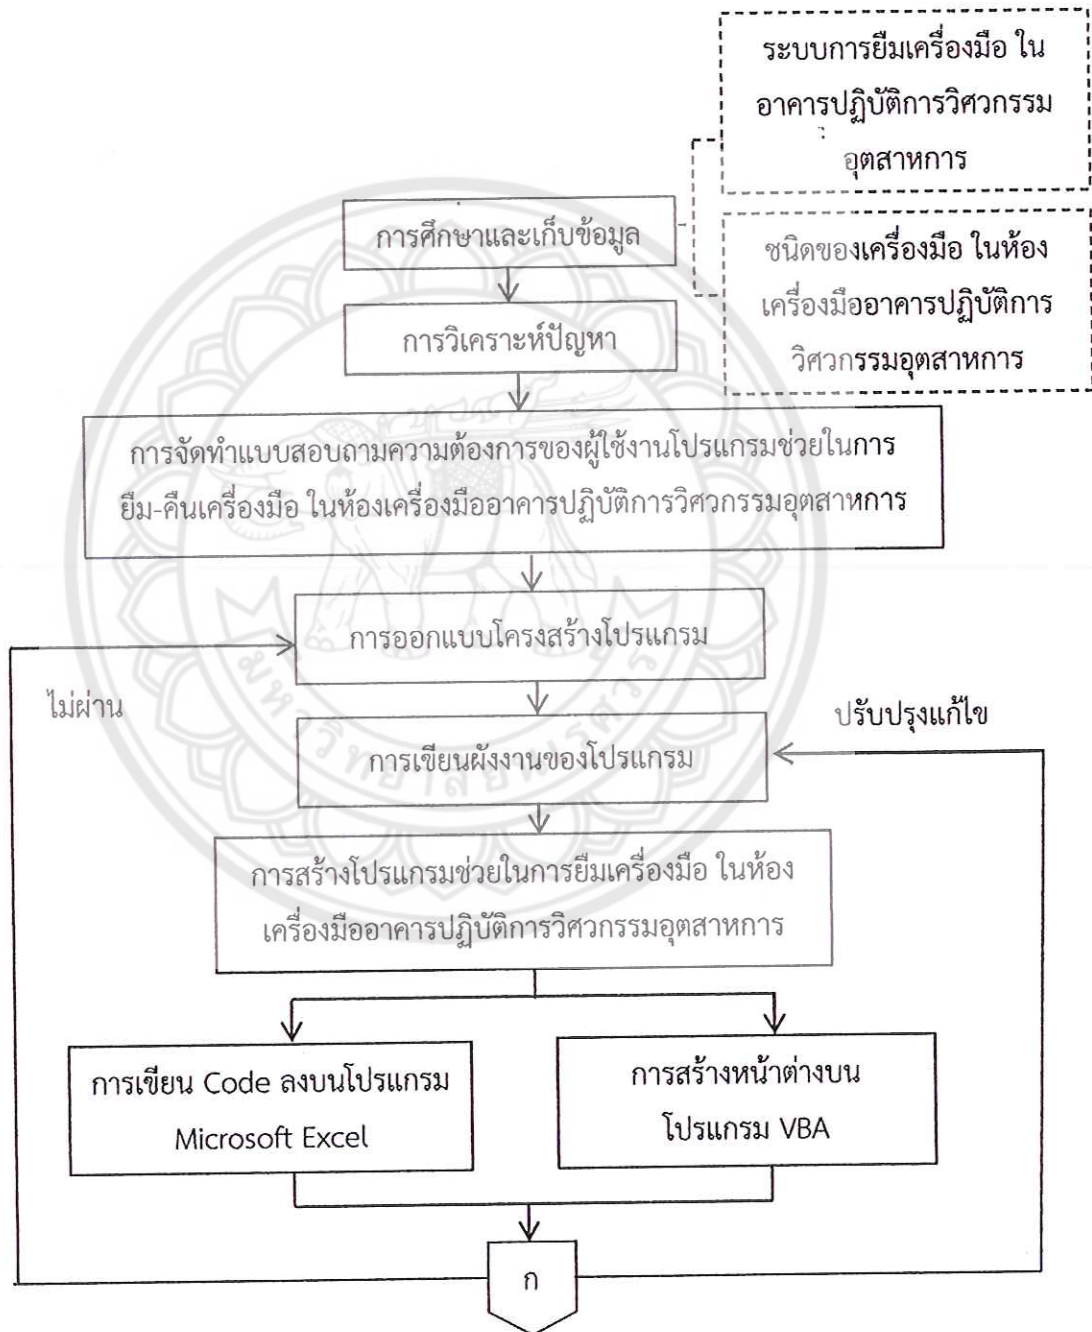 ระบบการยืมเครื่องมือ ใน
อาคารปฏิบัติการวิศวกรรม
อุตสาหการ
การศึกษาและเก็บข้อมูล
ชนิดของเครื่องมือ ในห้อง
เครื่องมืออาคารปฏิบัติการ
วิศวกรรมอุตสาหการ
การวิเคราะห์ปัญหา
การจัดทำแบบสอบถามความต้องการของผู้ใช้งานโปรแกรมช่วยในการ
ยืม-คืนเครื่องมือ ในห้องเครื่องมืออาคารปฏิบัติการวิศวกรรมอุตสาหการ
การออกแบบโครงสร้างโปรแกรม
ไม่ผ่าน
ปรับปรุงแก้ไข
การเขียนผังงานของโปรแกรม
มหาวิทยาลัยนเรศวร
การสร้างโปรแกรมช่วยในการยืมเครื่องมือ ในห้อง
เครื่องมืออาคารปฏิบัติการวิศวกรรมอุตสาหการ
การเขียน Code ลงบนโปรแกรม
Microsoft Excel
การสร้างหน้าต่างบน
โปรแกรม VBA
ก